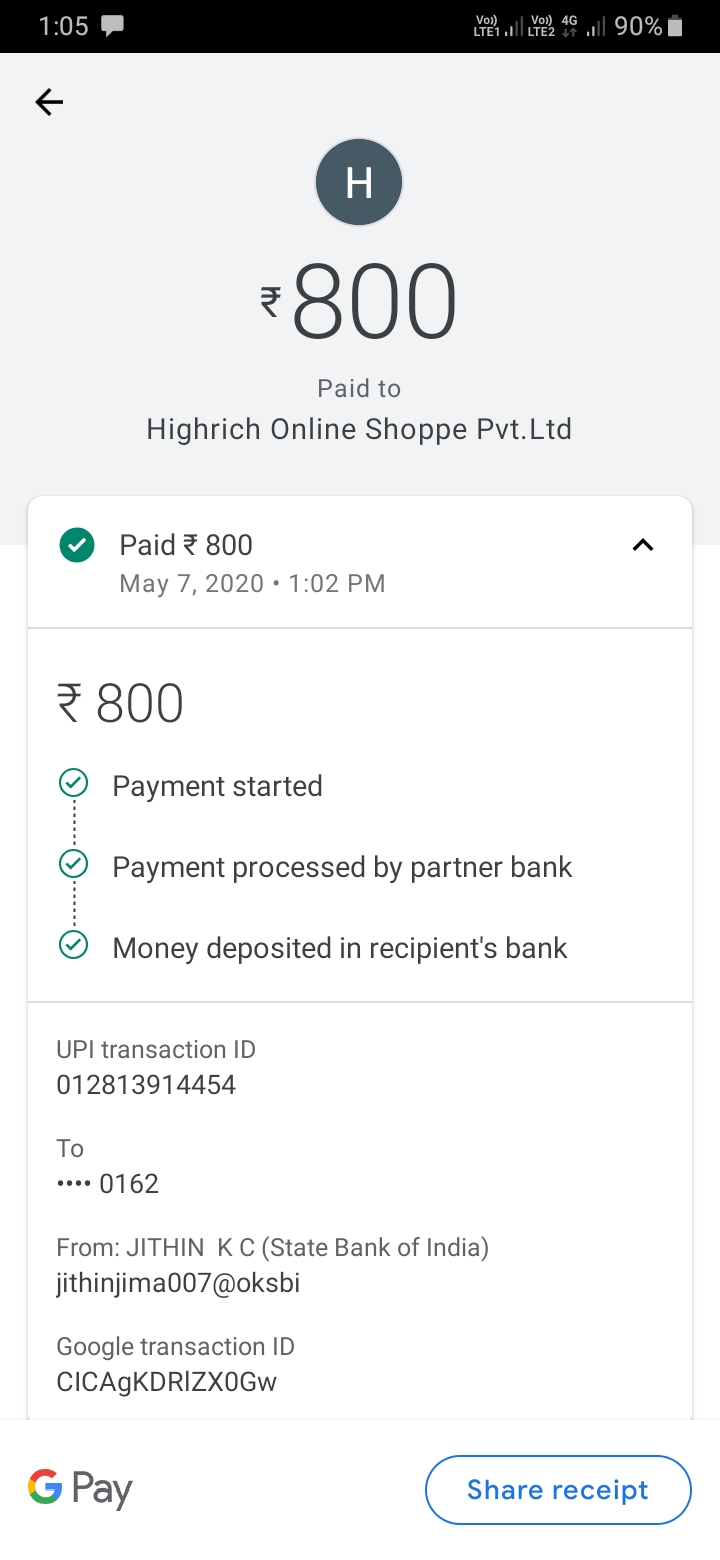 1:05
Vo)) LTE1 Vo)) LTE2 4G 90%
H
₹800
Paid to
Highrich Online Shoppe Pvt.Ltd
Paid ₹ 800
May 7, 2020 • 1:02 PM
₹ 800
Payment started
Payment processed by partner bank
Money deposited in recipient's bank
UPI transaction ID
012813914454
To
•••• 0162
From: JITHIN  K C (State Bank of India)
jithinjima007@oksbi
Google transaction ID
CICAgKDRlZX0Gw
G Pay
Share receipt